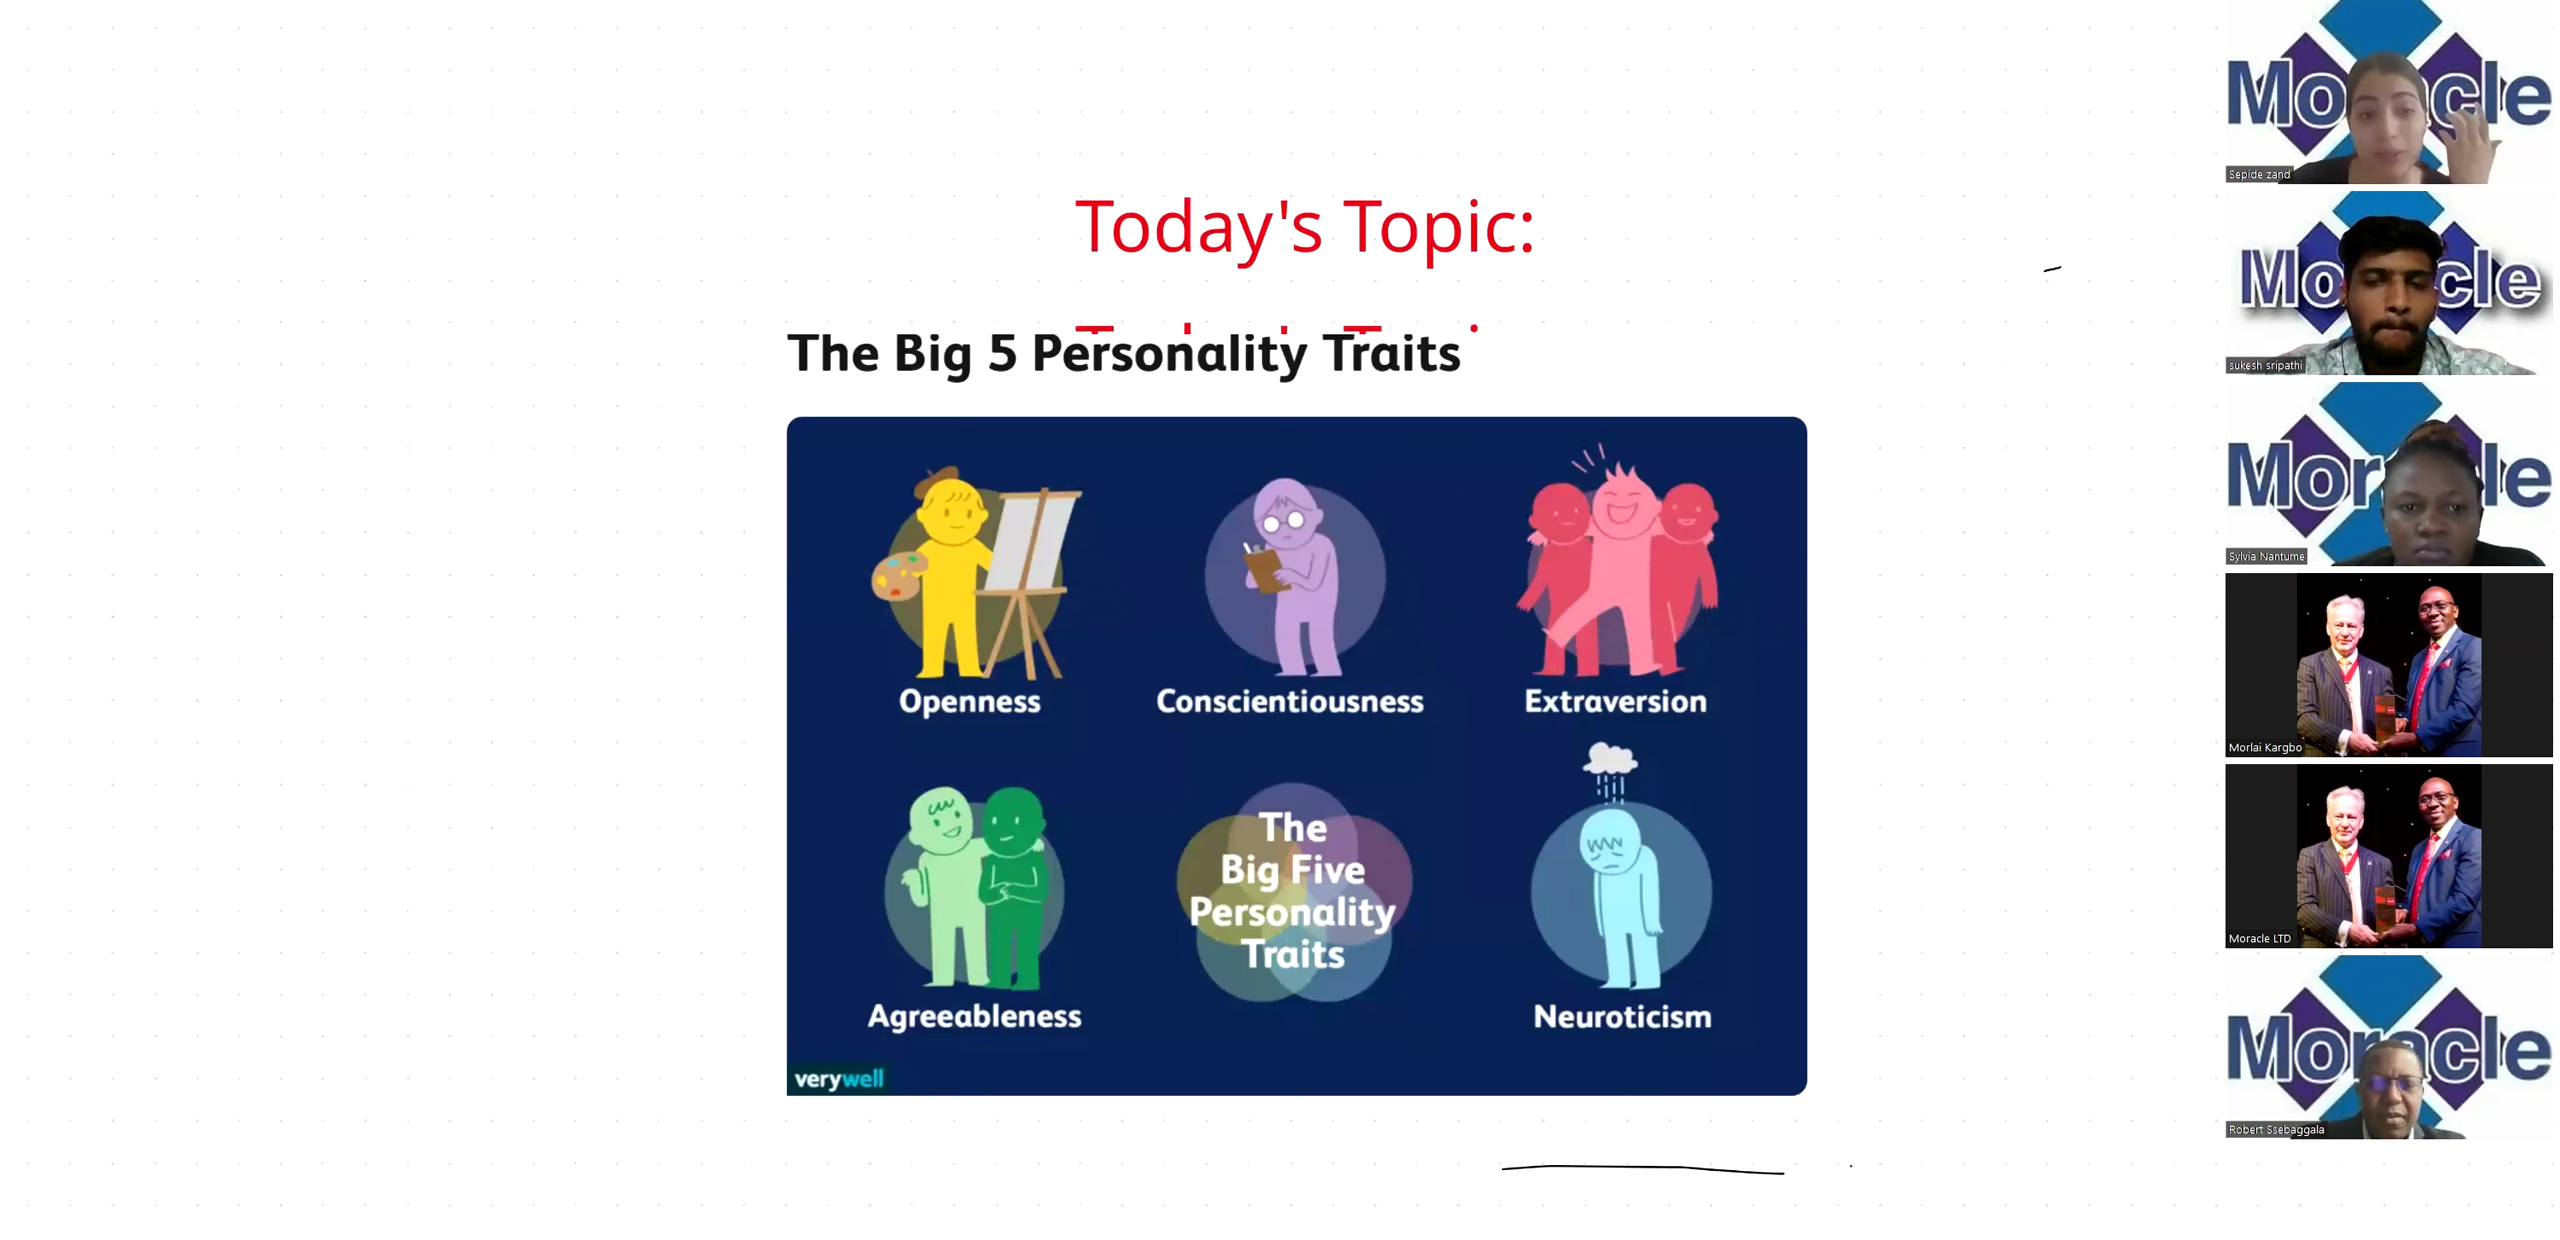 Today's Topic:
The Big 5 Personality Traits
Openness
Conscientiousness
Extraversion
Agreeableness
The
Big Five
Personality
Traits
Neuroticism
verywell
Sepide zand
sukesh sripathi
Sylvia Nantume
Morlai Kargbo
Moracle LTD
Moracle
Robert Ssebaggala